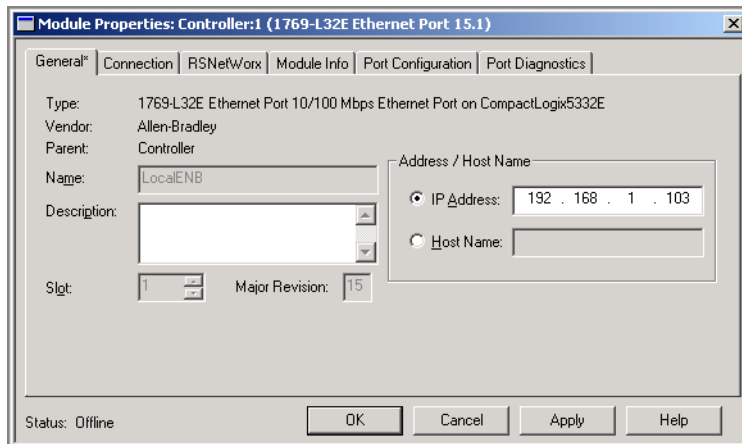 Module Properties: Controller:1 (1769-L32E Ethernet Port 15.1)
General* Connection RSNetWorx Module Info Port Configuration Port Diagnostics
Type: 1769-L32E Ethernet Port 10/100 Mbps Ethernet Port on CompactLogix5332E
Vendor: Allen-Bradley
Parent: Controller
Name: LocalENB
Description:
Slot: 1 Major Revision: 15
Address / Host Name
IP Address: 192 . 168 . 1 . 103
Host Name:
Status: Offline
OK Cancel Apply Help